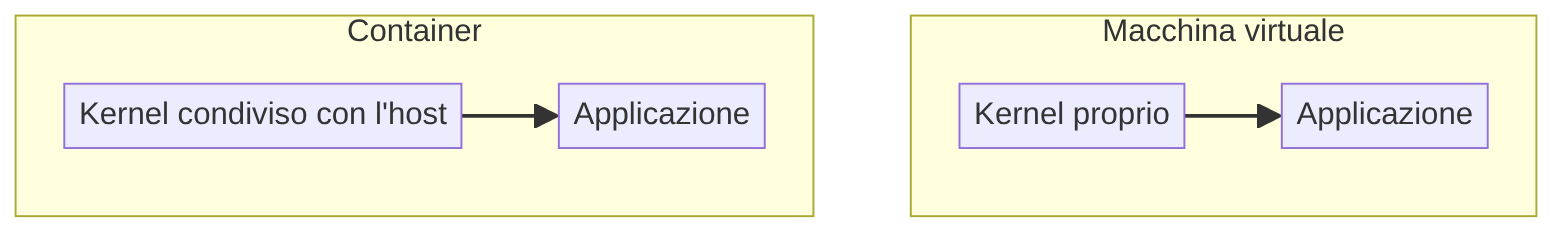 Container
Kernel condiviso con l'host
Applicazione
Macchina virtuale
Kernel proprio
Applicazione